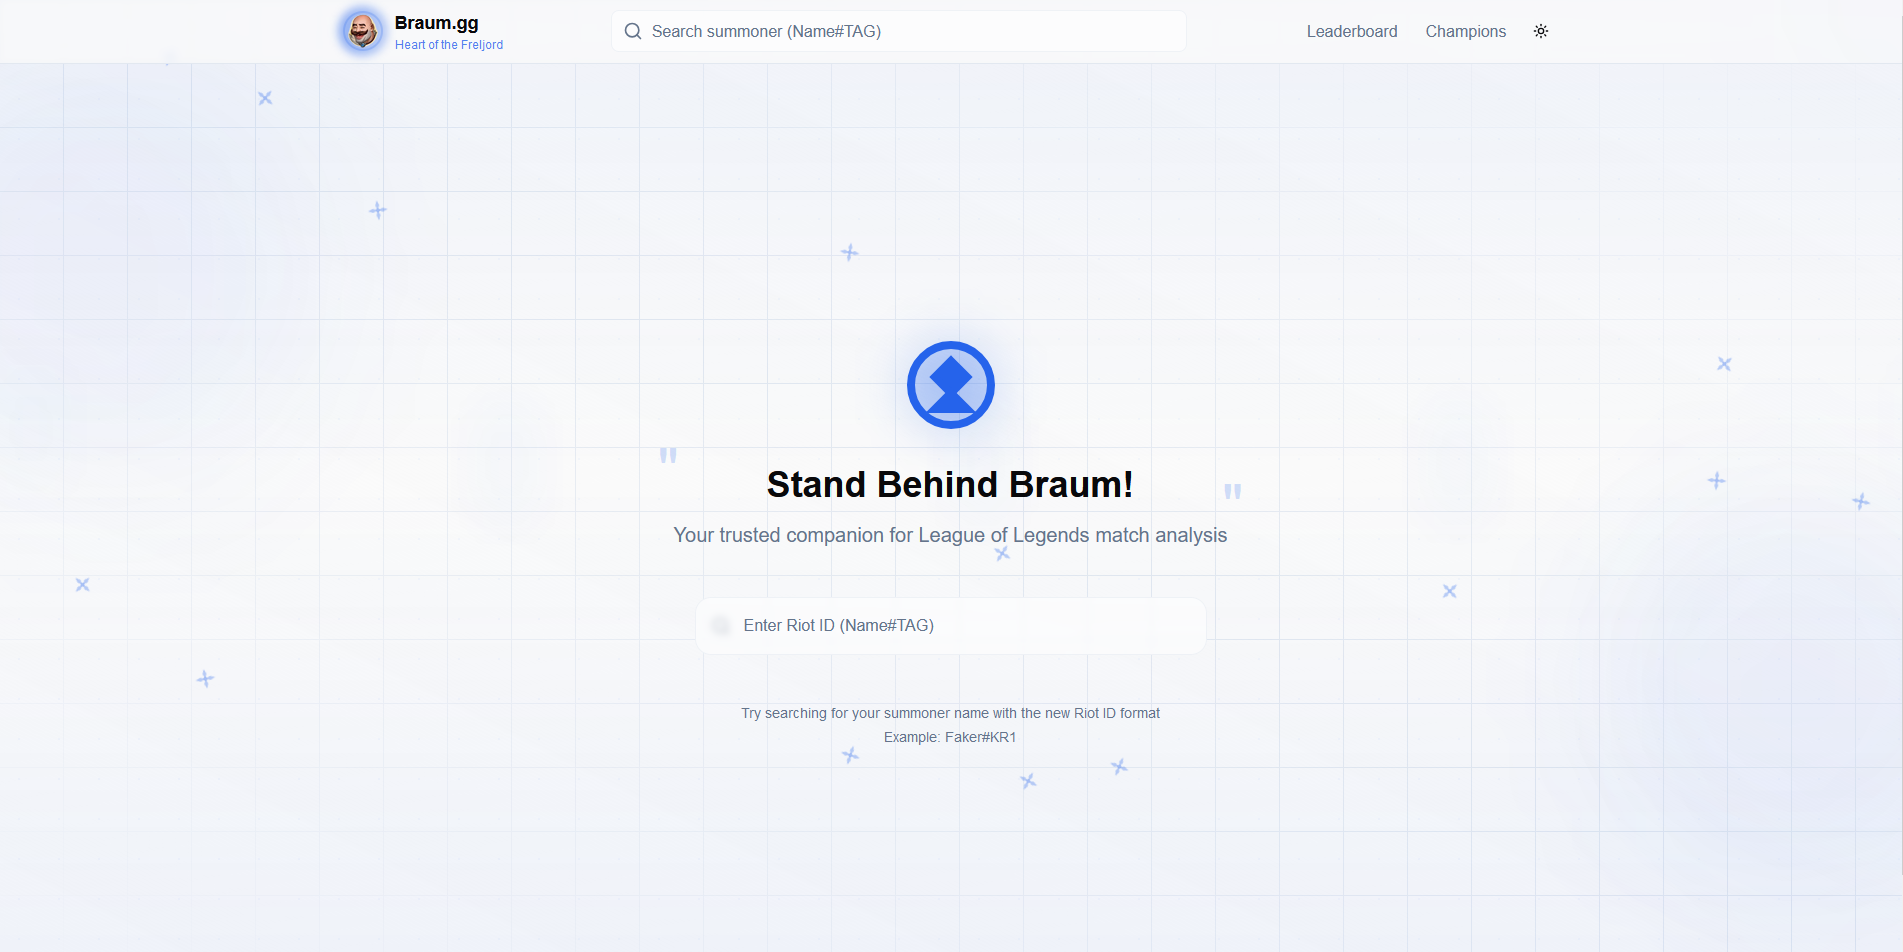 Braum.gg
Heart of the Freljord
Search summoner (Name#TAG)
Leaderboard
Champions
"
Stand Behind Braum!
"
Your trusted companion for League of Legends match analysis
Enter Riot ID (Name#TAG)
Try searching for your summoner name with the new Riot ID format
Example: Faker#KR1